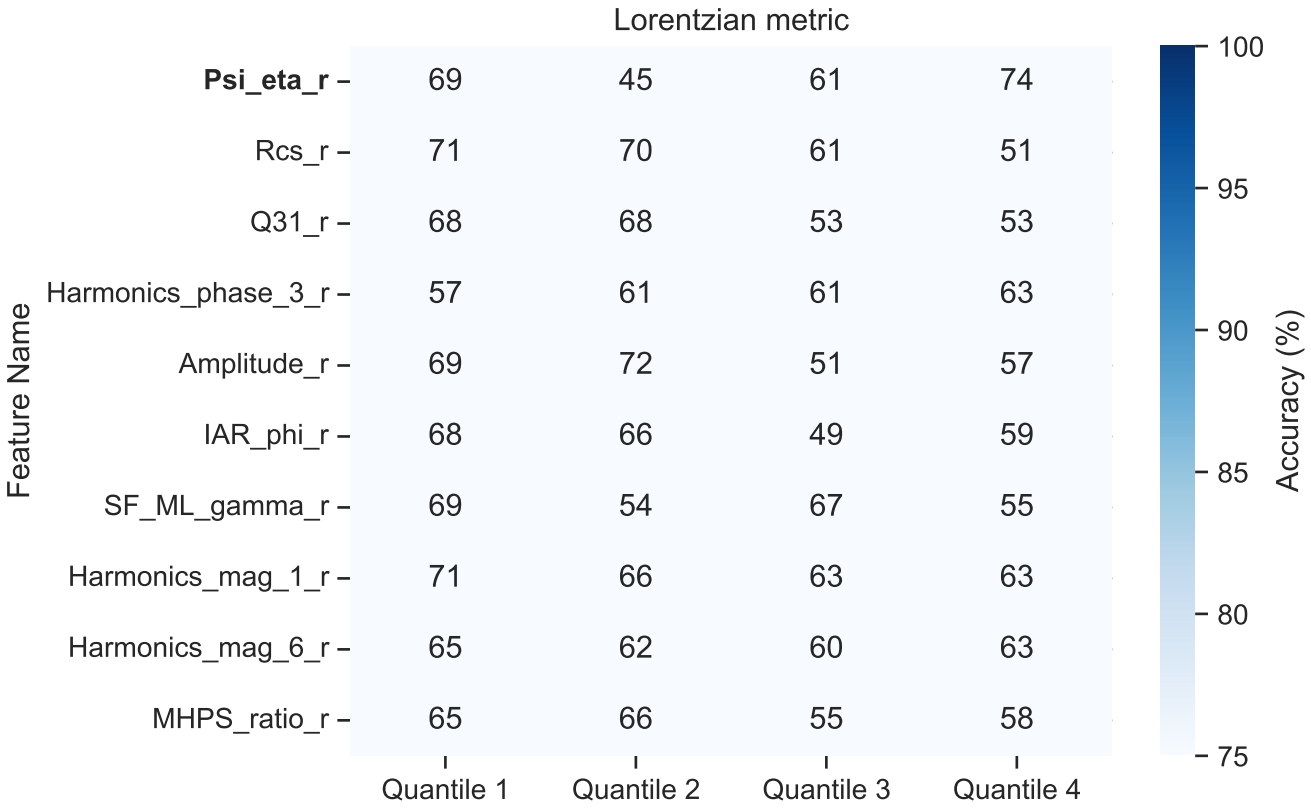 Lorentzian metric
Psi_eta_r 69 45 61 74
Rcs_r 71 70 61 51
Q31_r 68 68 53 53
Harmonics_phase_3_r 57 61 61 63
Amplitude_r 69 72 51 57
IAR_phi_r 68 66 49 59
SF_ML_gamma_r 69 54 67 55
Harmonics_mag_1_r 71 66 63 63
Harmonics_mag_6_r 65 62 60 63
MHPS_ratio_r 65 66 55 58
Quantile 1 Quantile 2 Quantile 3 Quantile 4
Feature Name
100
95
90
85
80
75
Accuracy (%)